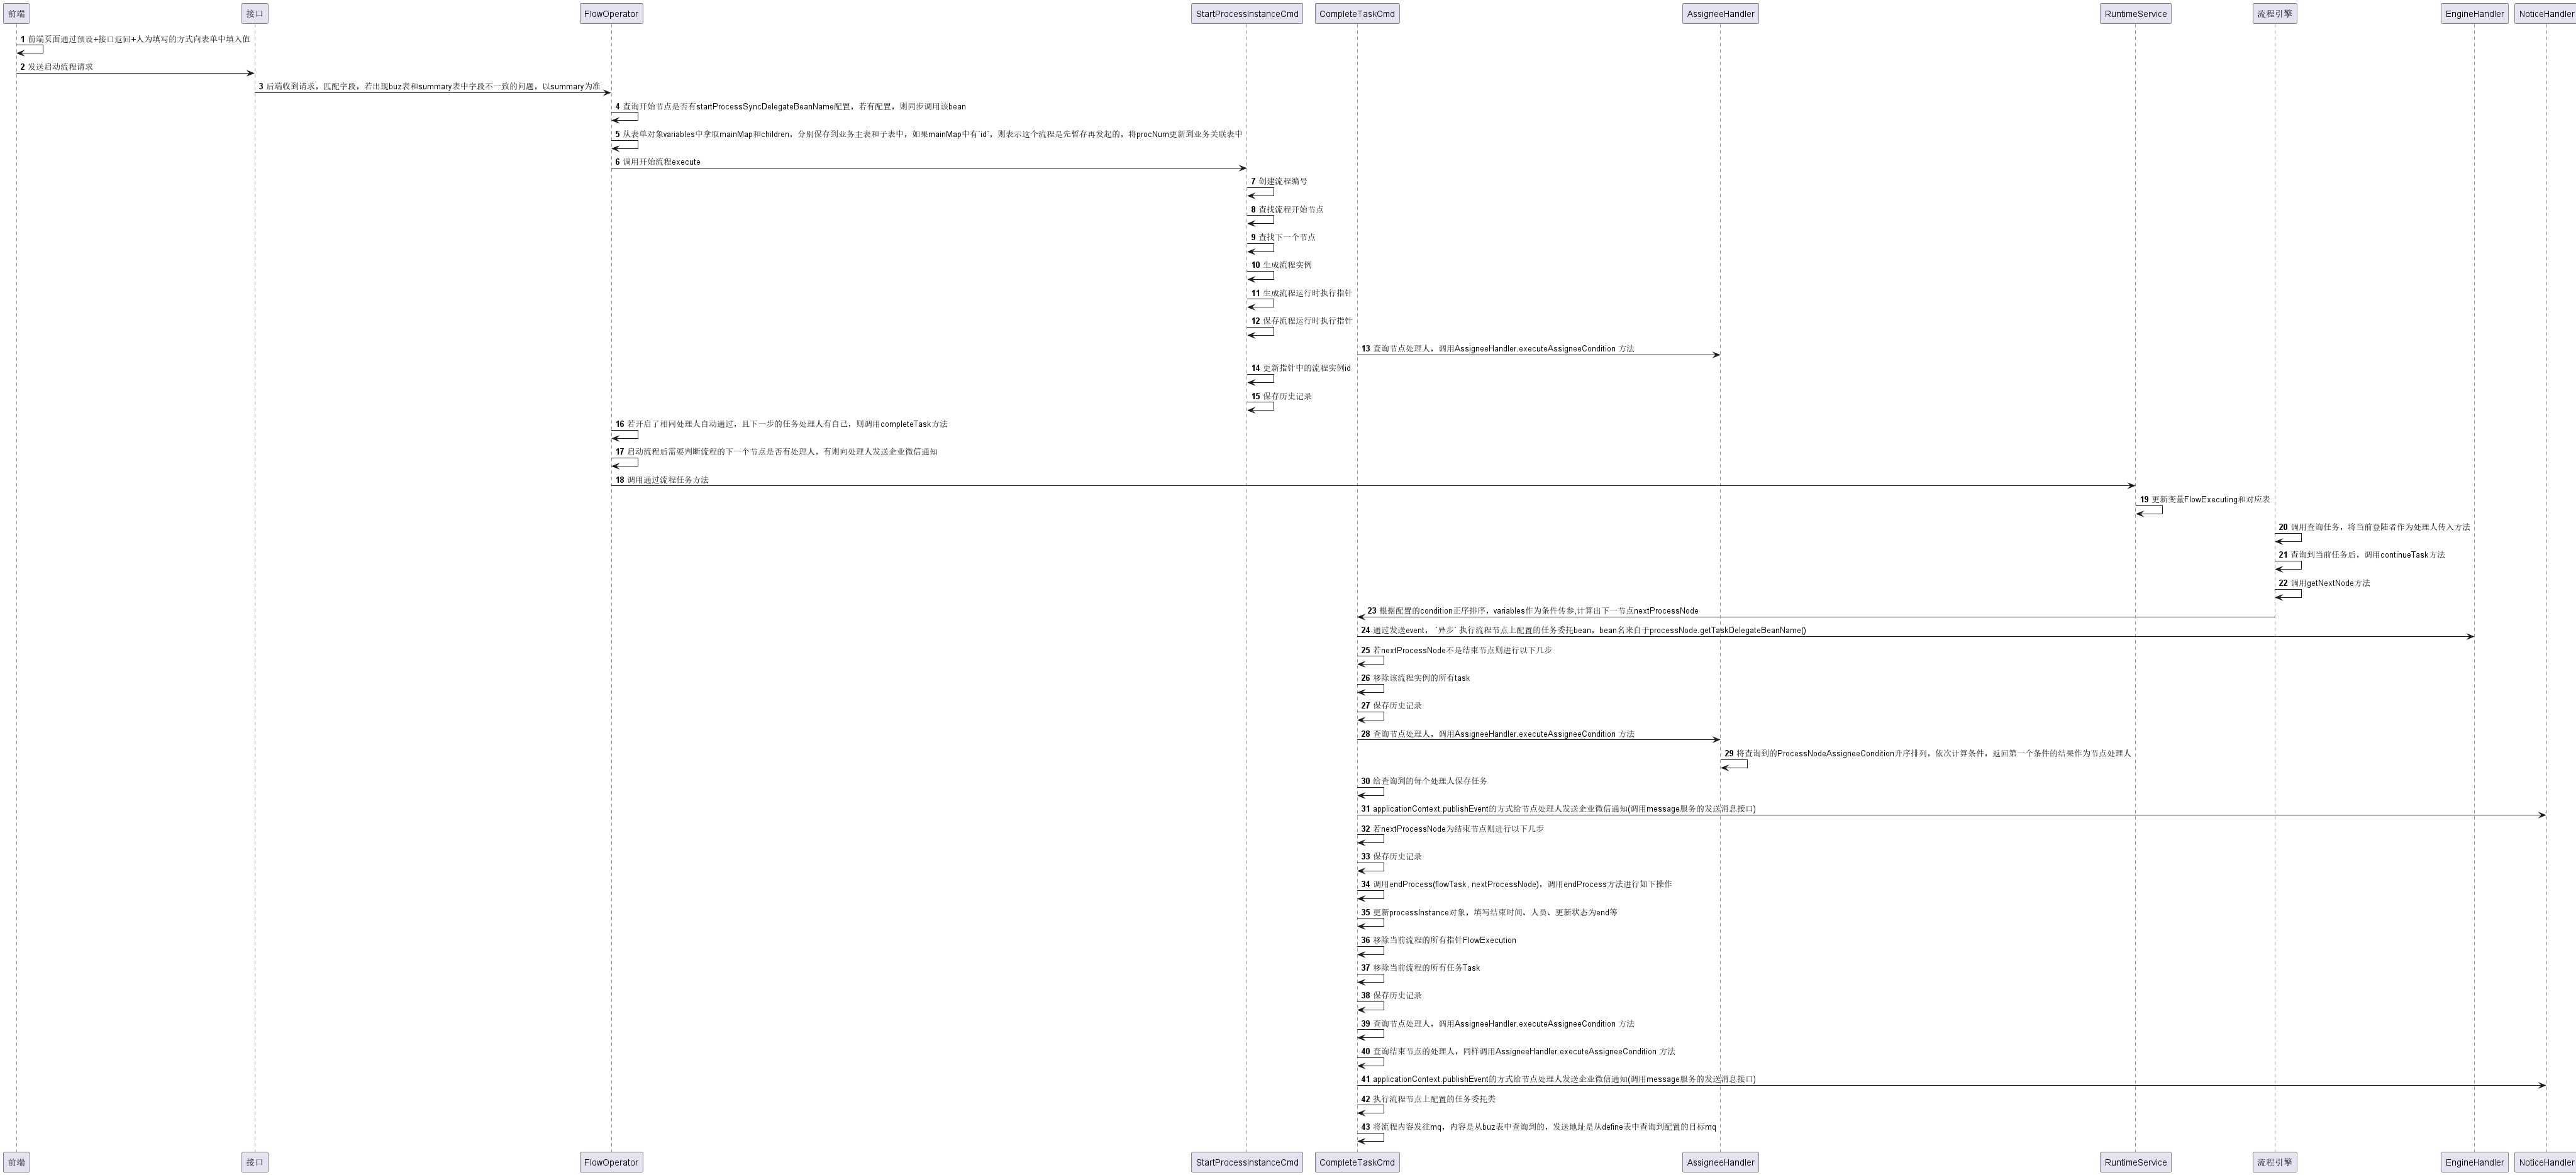 前端 接口 FlowOperator StartProcessInstanceCmd CompleteTaskCmd AssigneeHandler RuntimeService 流程引擎 EngineHandler NoticeHandler
1 前端页面通过预设+接口返回+人为填写的方式向表单中填入值
2 发送启动流程请求
3 后端收到请求，匹配字段，若出现buz表和summary表中字段不一致的问题，以summary为准
4 查询开始节点是否有startProcessSyncDelegateBeanName配置，若有配置，则同步调用该bean
5 从表单对象variables中拿取mainMap和children，分别保存到业务主表和子表中，如果mainMap中有`id`，则表示这个流程是先暂存再发起的，将procNum更新到业务关联表中
6 调用开始流程execute
7 创建流程编号
8 查找流程开始节点
9 查找下一个节点
10 生成流程实例
11 生成流程运行时执行指针
12 保存流程运行时执行指针
13 查询节点处理人，调用AssigneeHandler.executeAssigneeCondition 方法
14 更新指针中的流程实例id
15 保存历史记录
16 若开启了相同处理人自动通过，且下一步的任务处理人有自己，则调用completeTask方法
17 启动流程后需要判断流程的下一个节点是否有处理人，有则向处理人发送企业微信通知
18 调用通过流程任务方法
19 更新变量FlowExecuting和对应表
20 调用查询任务，将当前登陆者作为处理人传入方法
21 查询到当前任务后，调用continueTask方法
22 调用getNextNode方法
23 根据配置的condition正序排序，variables作为条件传参,计算出下一节点nextProcessNode
24 通过发送event， `异步` 执行流程节点上配置的任务委托bean，bean名来自于processNode.getTaskDelegateBeanName()
25 若nextProcessNode不是结束节点则进行以下几步
26 移除该流程实例的所有task
27 保存历史记录
28 查询节点处理人，调用AssigneeHandler.executeAssigneeCondition 方法
29 将查询到的ProcessNodeAssigneeCondition升序排列，依次计算条件，返回第一个条件的结果作为节点处理人
30 给查询到的每个处理人保存任务
31 applicationContext.publishEvent的方式给节点处理人发送企业微信通知(调用message服务的发送消息接口)
32 若nextProcessNode为结束节点则进行以下几步
33 保存历史记录
34 调用endProcess(flowTask, nextProcessNode)，调用endProcess方法进行如下操作
35 更新processInstance对象，填写结束时间、人员、更新状态为end等
36 移除当前流程的所有指针FlowExecution
37 移除当前流程的所有任务Task
38 保存历史记录
39 查询节点处理人，调用AssigneeHandler.executeAssigneeCondition 方法
40 查询结束节点的处理人，同样调用AssigneeHandler.executeAssigneeCondition 方法
41 applicationContext.publishEvent的方式给节点处理人发送企业微信通知(调用message服务的发送消息接口)
42 执行流程节点上配置的任务委托类
43 将流程内容发往mq，内容是从buz表中查询到的，发送地址是从define表中查询到配置的目标mq
前端 接口 FlowOperator StartProcessInstanceCmd CompleteTaskCmd AssigneeHandler RuntimeService 流程引擎 EngineHandler NoticeHandler